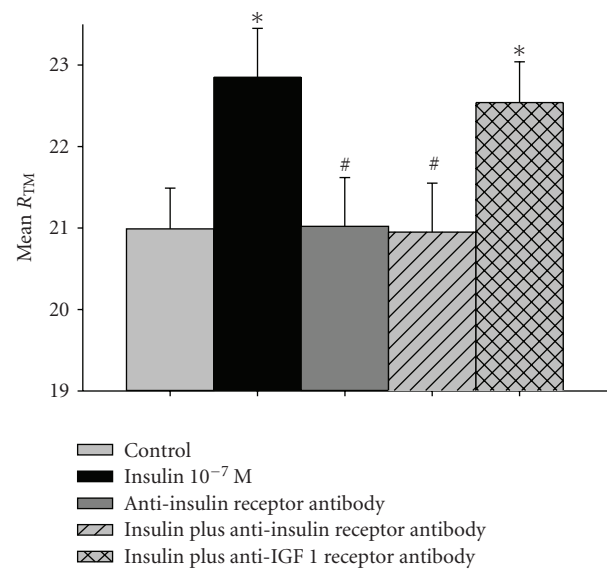 *
*
23
22
#
#
21
20
19
Mean R_TM
Control
Insulin 10⁻⁷ M
Anti-insulin receptor antibody
Insulin plus anti-insulin receptor antibody
Insulin plus anti-IGF 1 receptor antibody